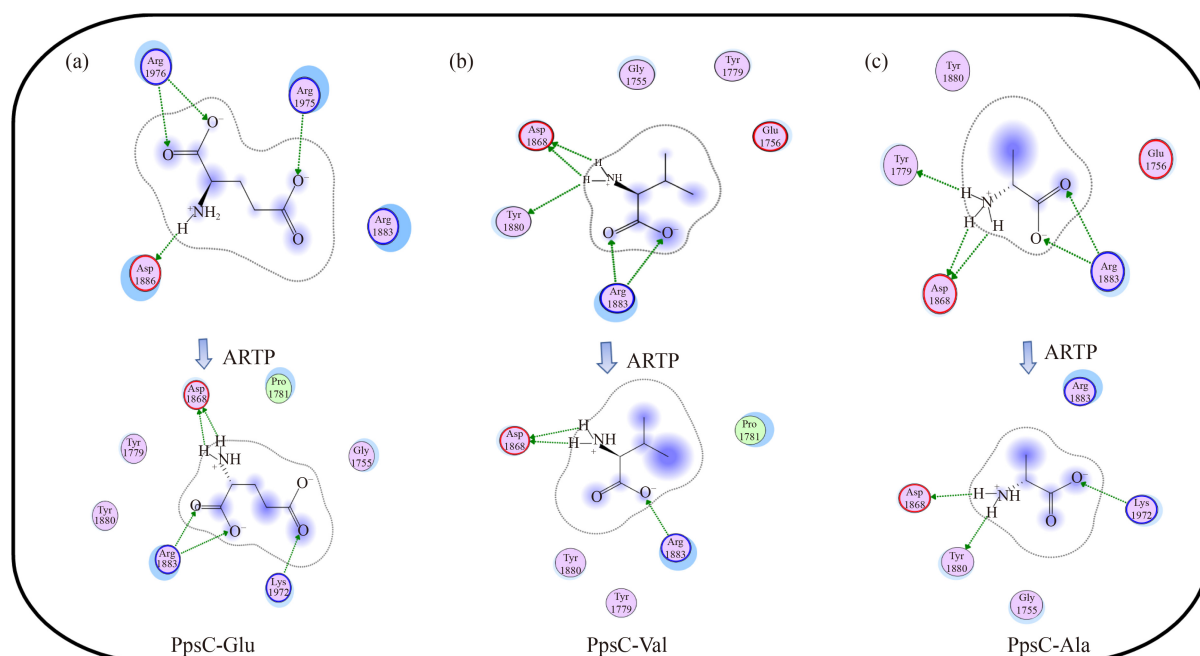 (a)
Arg
1976
Arg
1975
O⁻
O
O⁻
O
⁺NH₂
H
Arg
1883
Asp
1886
ARTP
Asp
1868
Pro
1781
Tyr
1779
H
H
NH
+
Gly
1755
O⁻
O
O
O⁻
Tyr
1880
Arg
1883
Lys
1972
PpsC-Glu
(b)
Gly
1755
Tyr
1779
Asp
1868
Glu
1756
H
H
NH
+
Tyr
1880
O
O⁻
Arg
1883
ARTP
Asp
1868
H
H
NH
+
Pro
1781
O
O⁻
Tyr
1880
Arg
1883
Tyr
1779
PpsC-Val
(c)
Tyr
1880
Tyr
1779
Glu
1756
H
N
+
H
H
O
O⁻
Asp
1868
Arg
1883
ARTP
Arg
1883
Asp
1868
H
NH
+
H
O⁻
O
Lys
1972
Tyr
1880
Gly
1755
PpsC-Ala